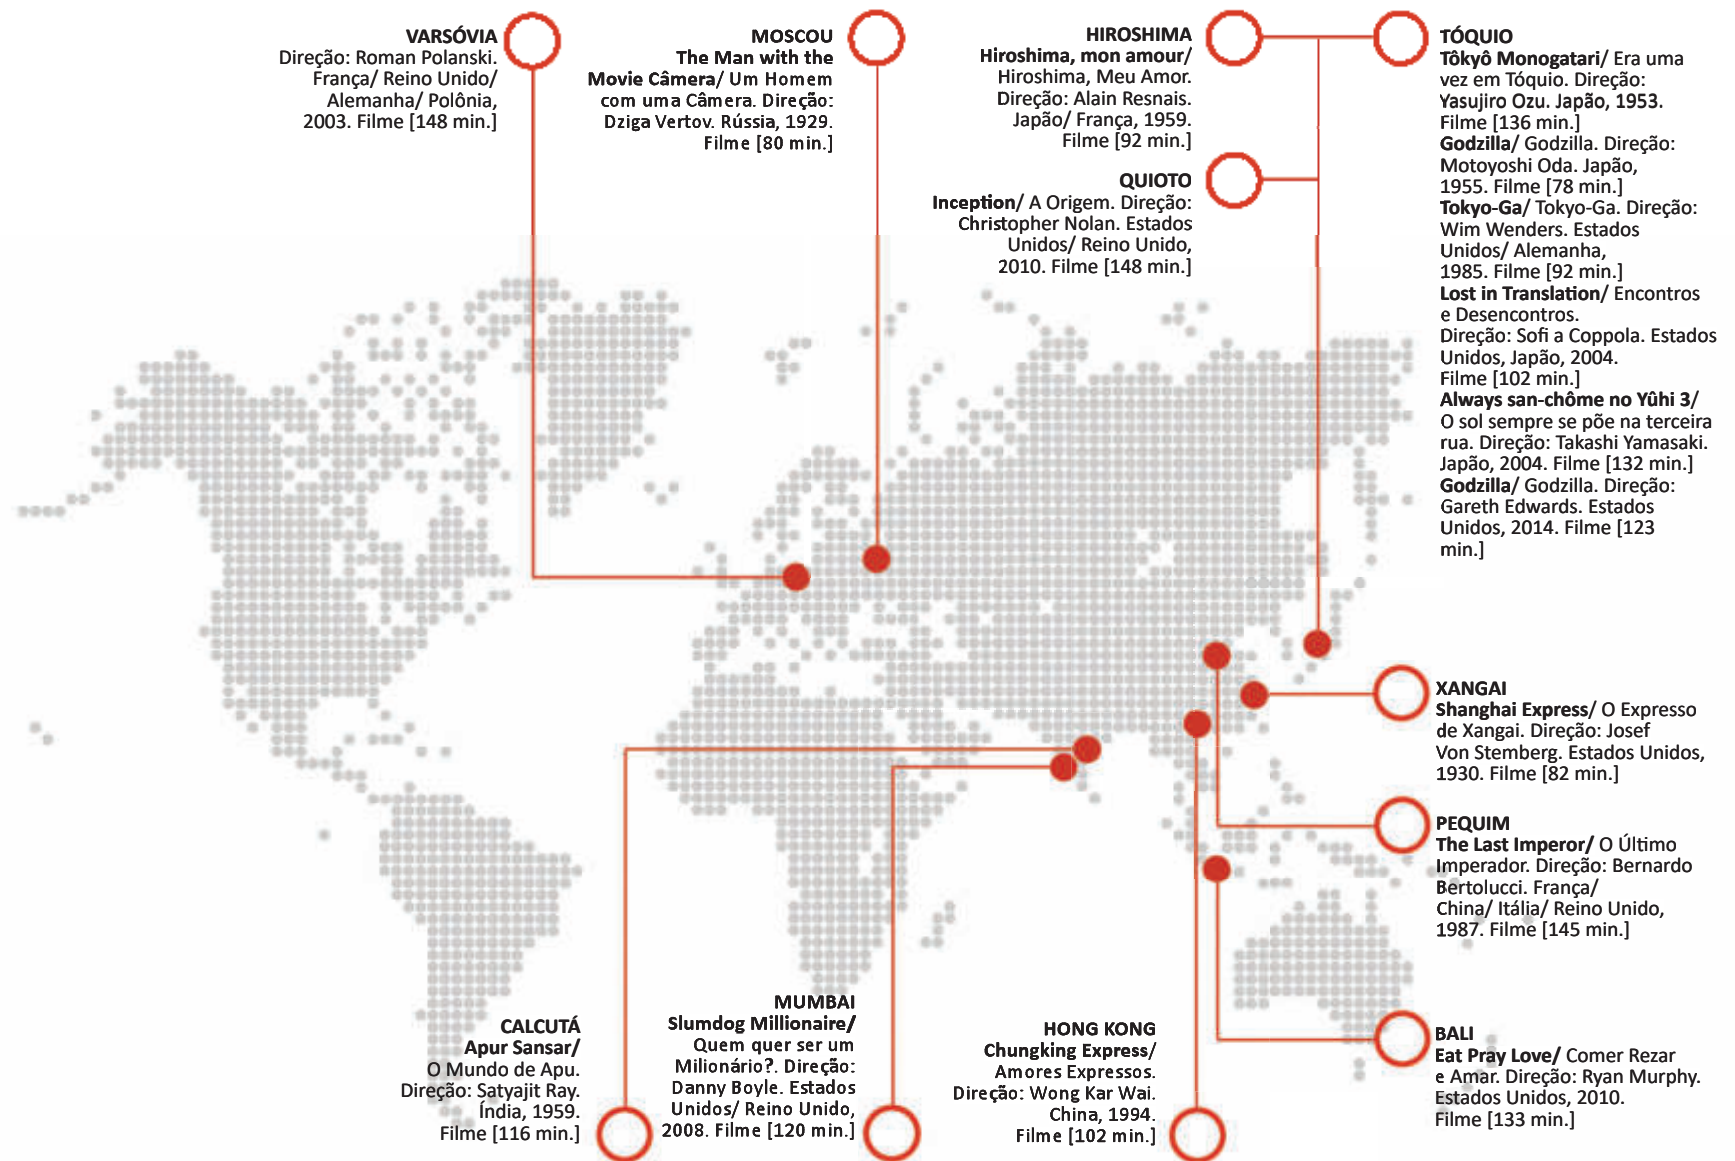 VARSÓVIA
Direção: Roman Polanski.
França/ Reino Unido/
Alemanha/ Polônia,
2003. Filme [148 min.]
MOSCOU
The Man with the
Movie Câmera/ Um Homem
com uma Câmera. Direção:
Dziga Vertov. Rússia, 1929.
Filme [80 min.]
HIROSHIMA
Hiroshima, mon amour/
Hiroshima, Meu Amor.
Direção: Alain Resnais.
Japão/ França, 1959.
Filme [92 min.]
QUIOTO
Inception/ A Origem. Direção:
Christopher Nolan. Estados
Unidos/ Reino Unido,
2010. Filme [148 min.]
TÓQUIO
Tôkyô Monogatari/ Era uma
vez em Tóquio. Direção:
Yasujiro Ozu. Japão, 1953.
Filme [136 min.]
Godzilla/ Godzilla. Direção:
Motoyoshi Oda. Japão,
1955. Filme [78 min.]
Tokyo-Ga/ Tokyo-Ga. Direção:
Wim Wenders. Estados
Unidos/ Alemanha,
1985. Filme [92 min.]
Lost in Translation/ Encontros
e Desencontros.
Direção: Sofi a Coppola. Estados
Unidos, Japão, 2004.
Filme [102 min.]
Always san-chôme no Yûhi 3/
O sol sempre se põe na terceira
rua. Direção: Takashi Yamasaki.
Japão, 2004. Filme [132 min.]
Godzilla/ Godzilla. Direção:
Gareth Edwards. Estados
Unidos, 2014. Filme [123
min.]
XANGAI
Shanghai Express/ O Expresso
de Xangai. Direção: Josef
Von Stemberg. Estados Unidos,
1930. Filme [82 min.]
PEQUIM
The Last Imperor/ O Último
Imperador. Direção: Bernardo
Bertolucci. França/
China/ Itália/ Reino Unido,
1987. Filme [145 min.]
BALI
Eat Pray Love/ Comer Rezar
e Amar. Direção: Ryan Murphy.
Estados Unidos, 2010.
Filme [133 min.]
CALCUTÁ
Apur Sansar/
O Mundo de Apu.
Direção: Satyajit Ray.
Índia, 1959.
Filme [116 min.]
MUMBAI
Slumdog Millionaire/
Quem quer ser um
Milionário?. Direção:
Danny Boyle. Estados
Unidos/ Reino Unido,
2008. Filme [120 min.]
HONG KONG
Chungking Express/
Amores Expressos.
Direção: Wong Kar Wai.
China, 1994.
Filme [102 min.]